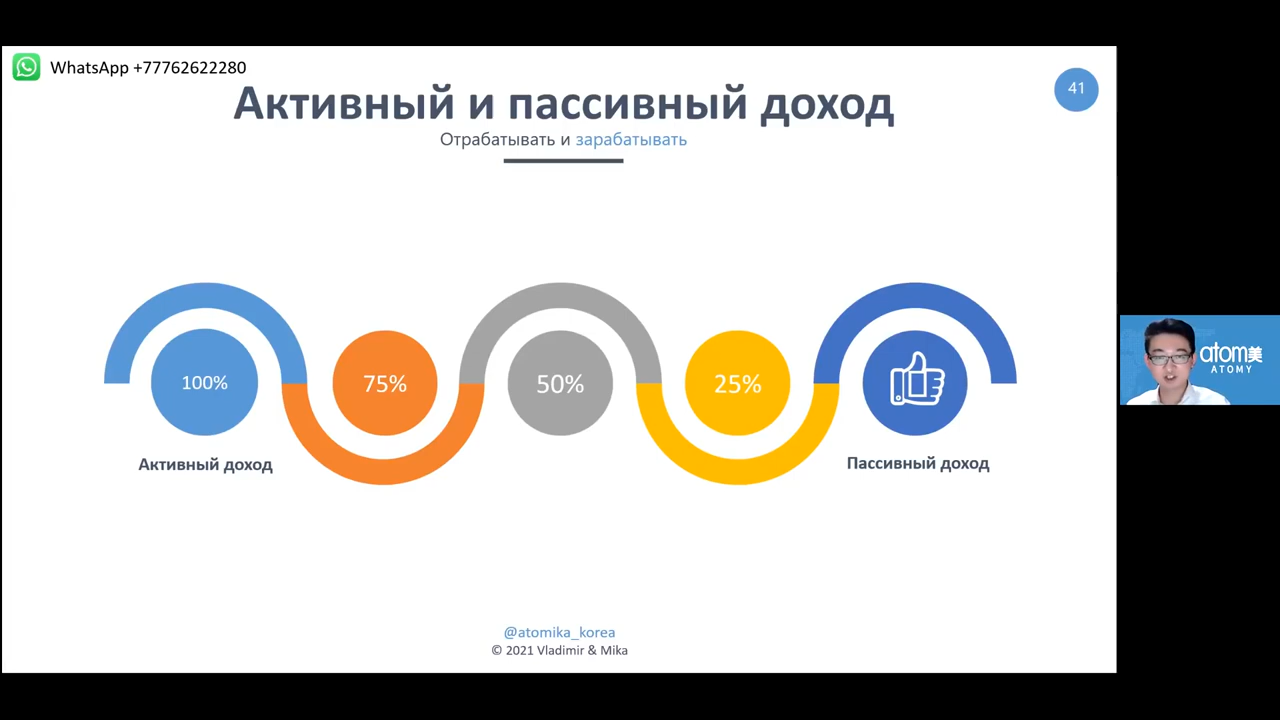 WhatsApp +77762622280
Активный и пассивный доход
41
Отрабатывать и зарабатывать
100%
75%
50%
25%
Активный доход
Пассивный доход
atom美
ATOMY
@atomika_korea
© 2021 Vladimir & Mika